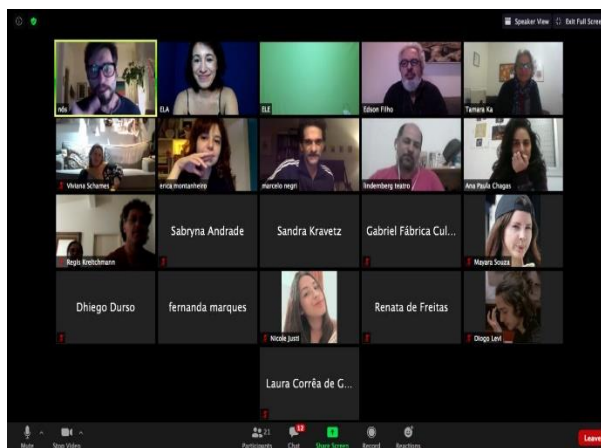 Speaker View
Exit Full Scree
nós
ELA
ELE
Edson Filho
Tamara Ka
Viviana Schames
erica montanheiro
marcelo negri
lindemberg teatro
Ana Paula Chagas
Regis Kreitchmann
Sabryna Andrade
Sandra Kravetz
Gabriel Fábrica Cul...
Mayara Souza
Dhiego Durso
fernanda marques
Nicole Justi
Renata de Freitas
Diogo Levi
Laura Corrêa de G...
Mute
Stop Video
21
Participants
12
Chat
Share Screen
Record
Reactions
Leave